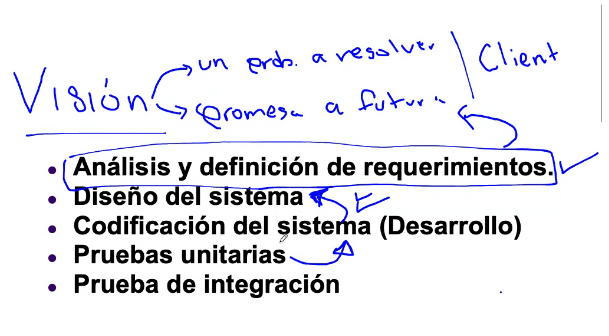 un prob. a resolver
Client
Visión
promesa a futuro
Análisis y definición de requerimientos.
Diseño del sistema
Codificación del sistema (Desarrollo)
Pruebas unitarias
Prueba de integración